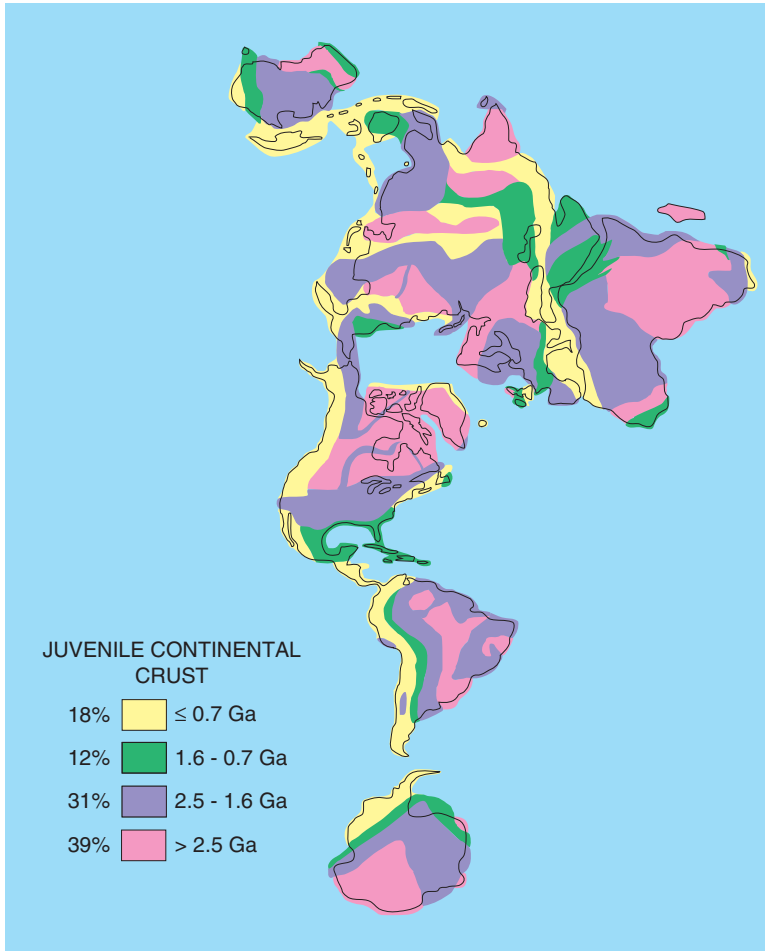 JUVENILE CONTINENTAL
CRUST
18% ≤ 0.7 Ga
12% 1.6 - 0.7 Ga
31% 2.5 - 1.6 Ga
39% > 2.5 Ga